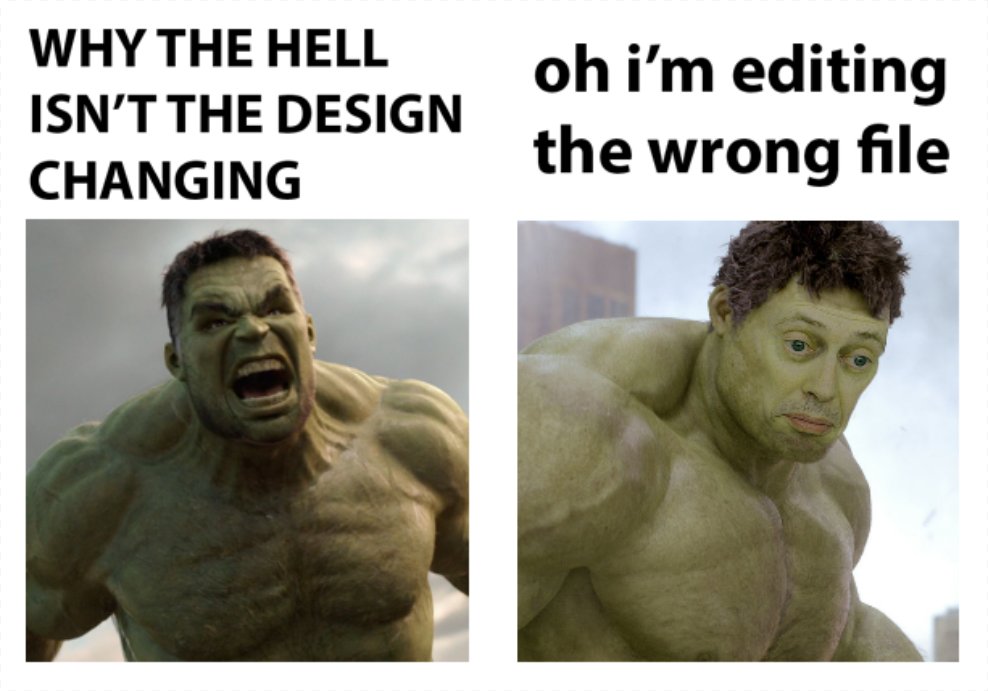 WHY THE HELL
ISN'T THE DESIGN
CHANGING
oh i'm editing
the wrong file